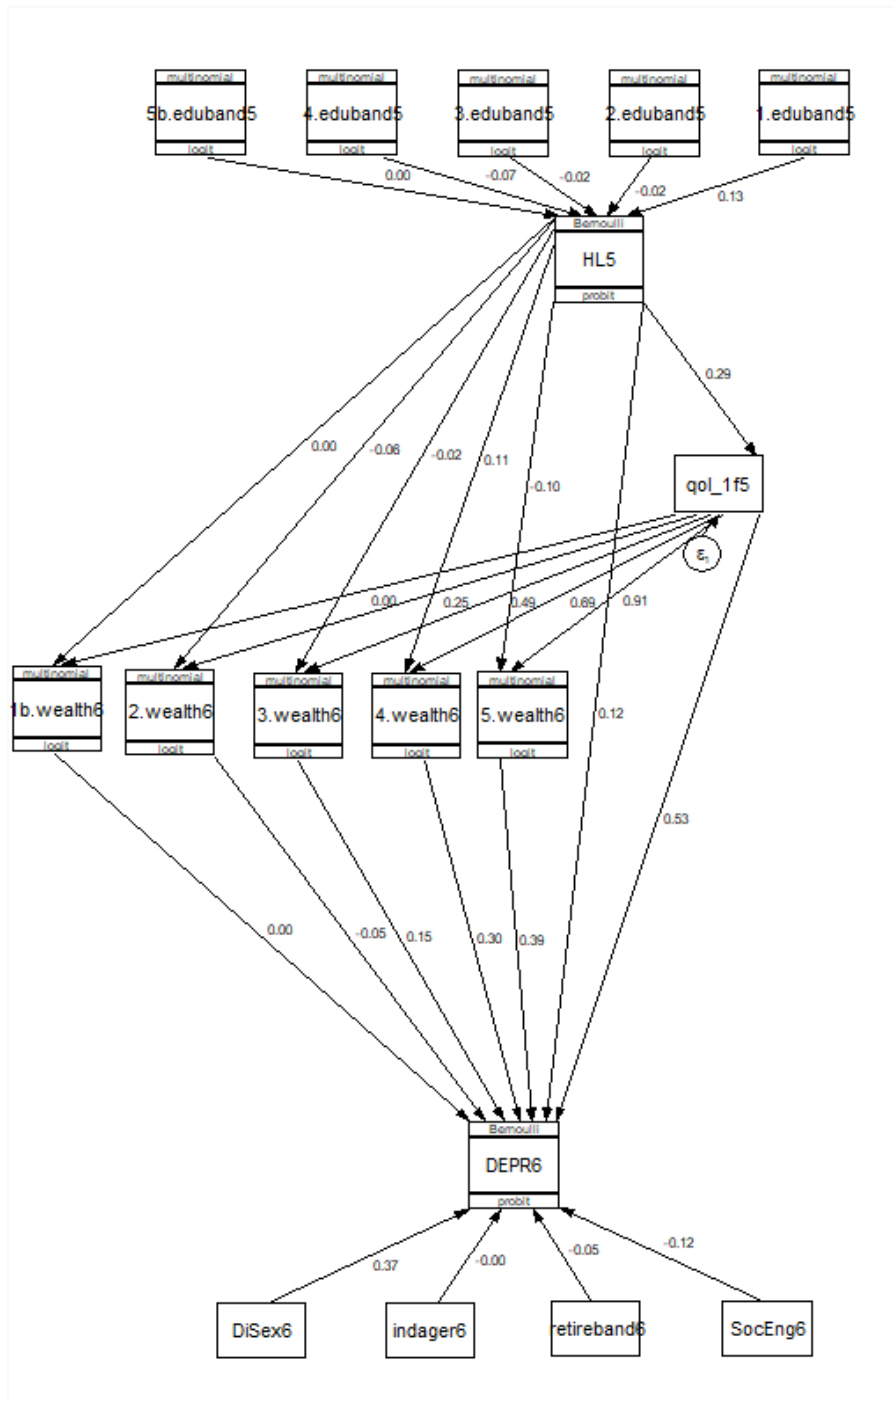 multinomial multinomial multinomial multinomial multinomial
5b.eduband5 4.eduband5 3.eduband5 2.eduband5 1.eduband5
logit logit logit logit logit
0.00 -0.07 -0.02 -0.02 0.13
Bernoulli
HL5
probit
0.29
0.00 -0.06 -0.02 0.11 -0.10
qol_1f5
ε1
0.00 0.25 0.49 0.69 0.91
multinomial multinomial multinomial multinomial multinomial
1b.wealth6 2.wealth6 3.wealth6 4.wealth6 5.wealth6
logit logit logit logit logit
0.12
0.53
0.00 -0.05 0.15 0.30 0.39
Bernoulli
DEPR6
probit
0.37 -0.00 -0.05 -0.12
DiSex6 indager6 retireband6 SocEng6